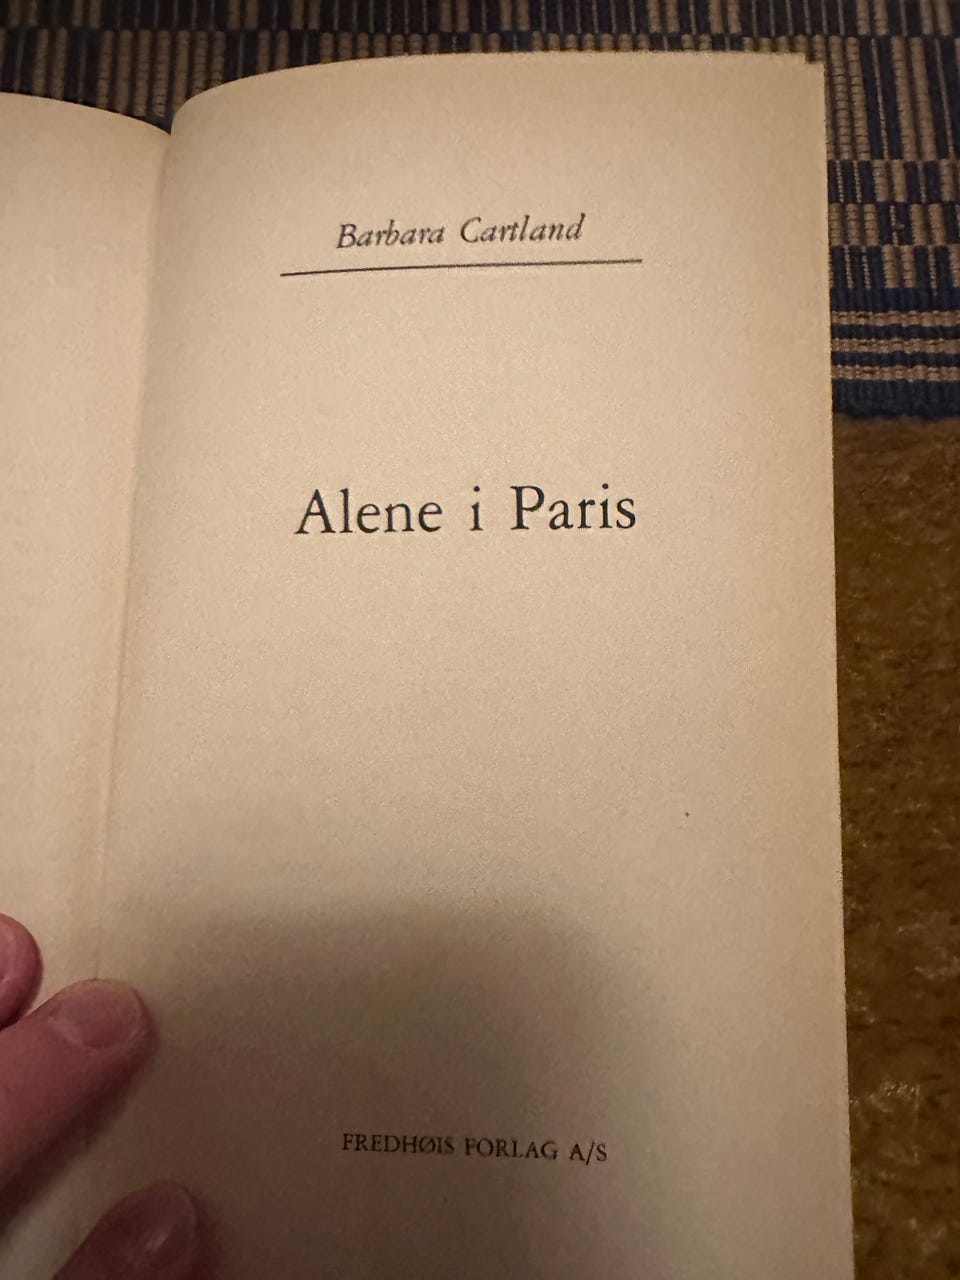 Barbara Cartland
Alene i Paris
FREDHØIS FORLAG A/S